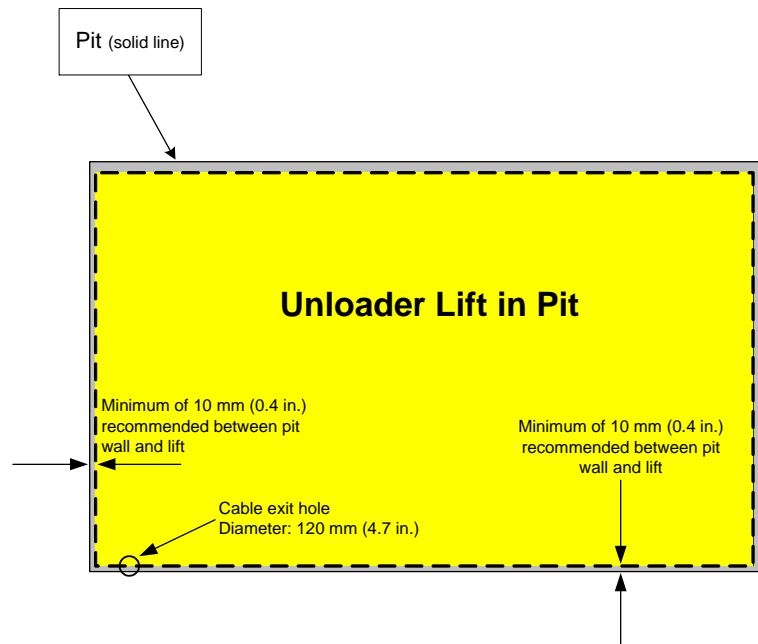 Pit (solid line)
Unloader Lift in Pit
Minimum of 10 mm (0.4 in.)
recommended between pit
wall and lift
Minimum of 10 mm (0.4 in.)
recommended between pit
wall and lift
Cable exit hole
Diameter: 120 mm (4.7 in.)